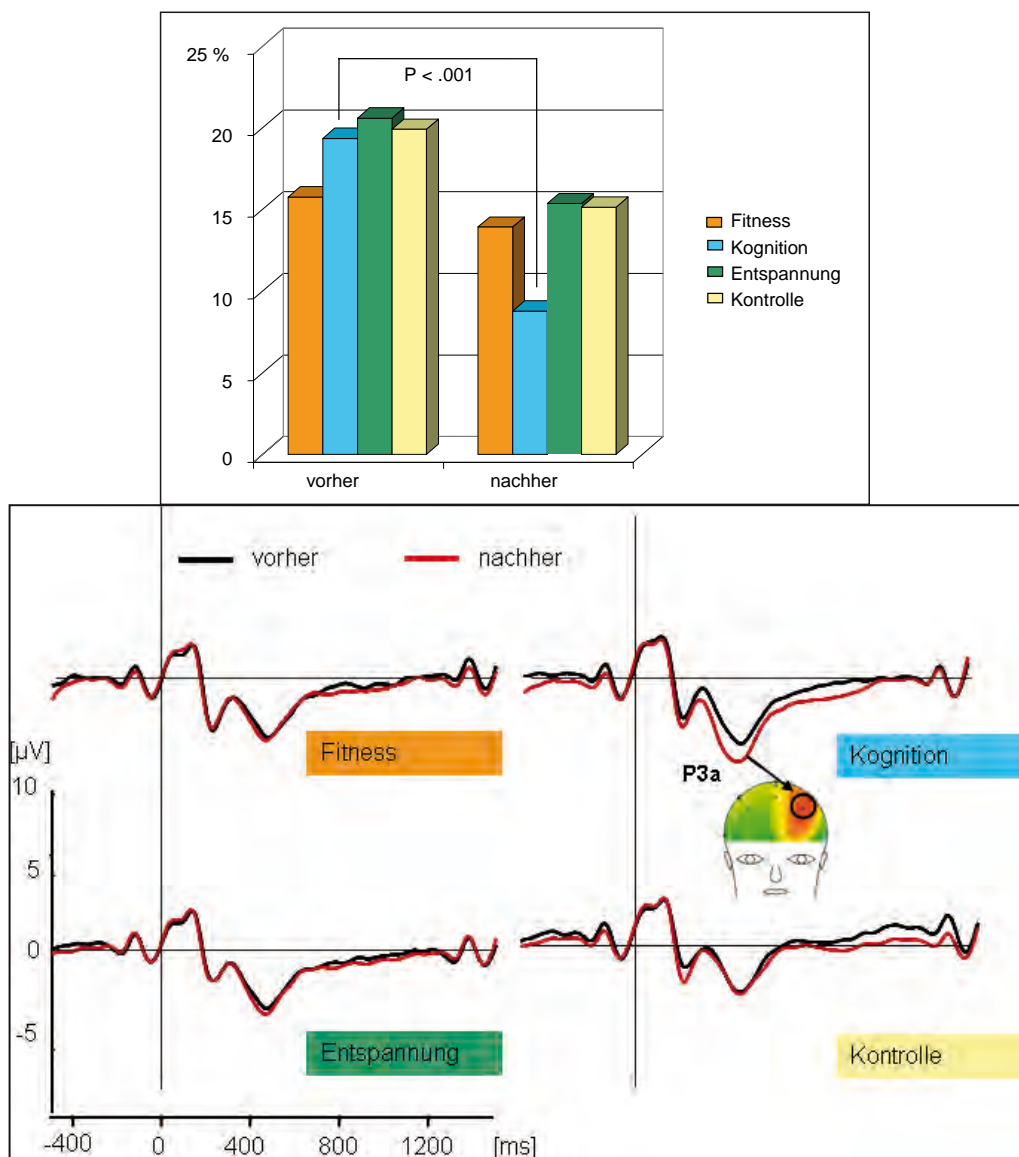 25 %
P < .001
20
15
10
5
0
vorher nachher
Fitness
Kognition
Entspannung
Kontrolle
vorher nachher
[µV]
Fitness
Kognition
P3a
10
5
0
-5
Entspannung
Kontrolle
-400 0 400 800 1200 [ms]